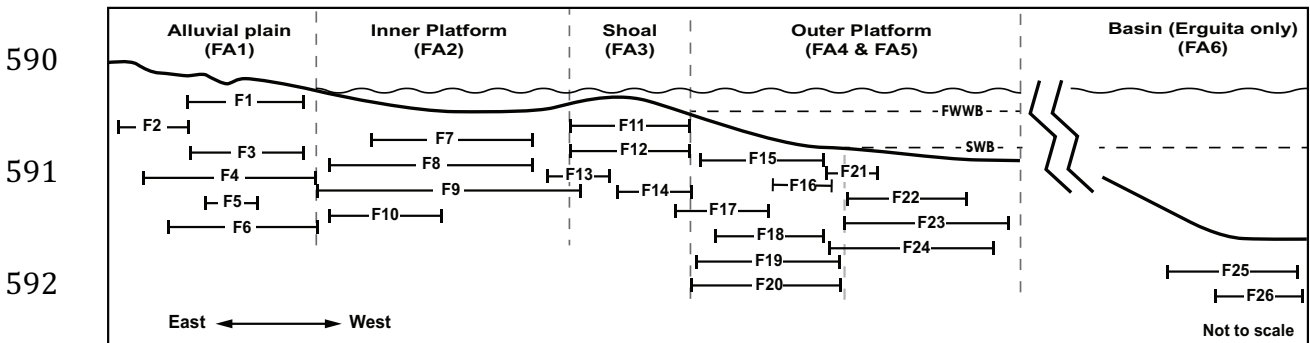 590
591
592
Alluvial plain
(FA1)
Inner Platform
(FA2)
Shoal
(FA3)
Outer Platform
(FA4 & FA5)
Basin (Erguita only)
(FA6)
FWWB
SWB
F1
F2
F3
F4
F5
F6
F7
F8
F9
F10
F11
F12
F13
F14
F15
F16
F17
F18
F19
F20
F21
F22
F23
F24
F25
F26
East West
Not to scale